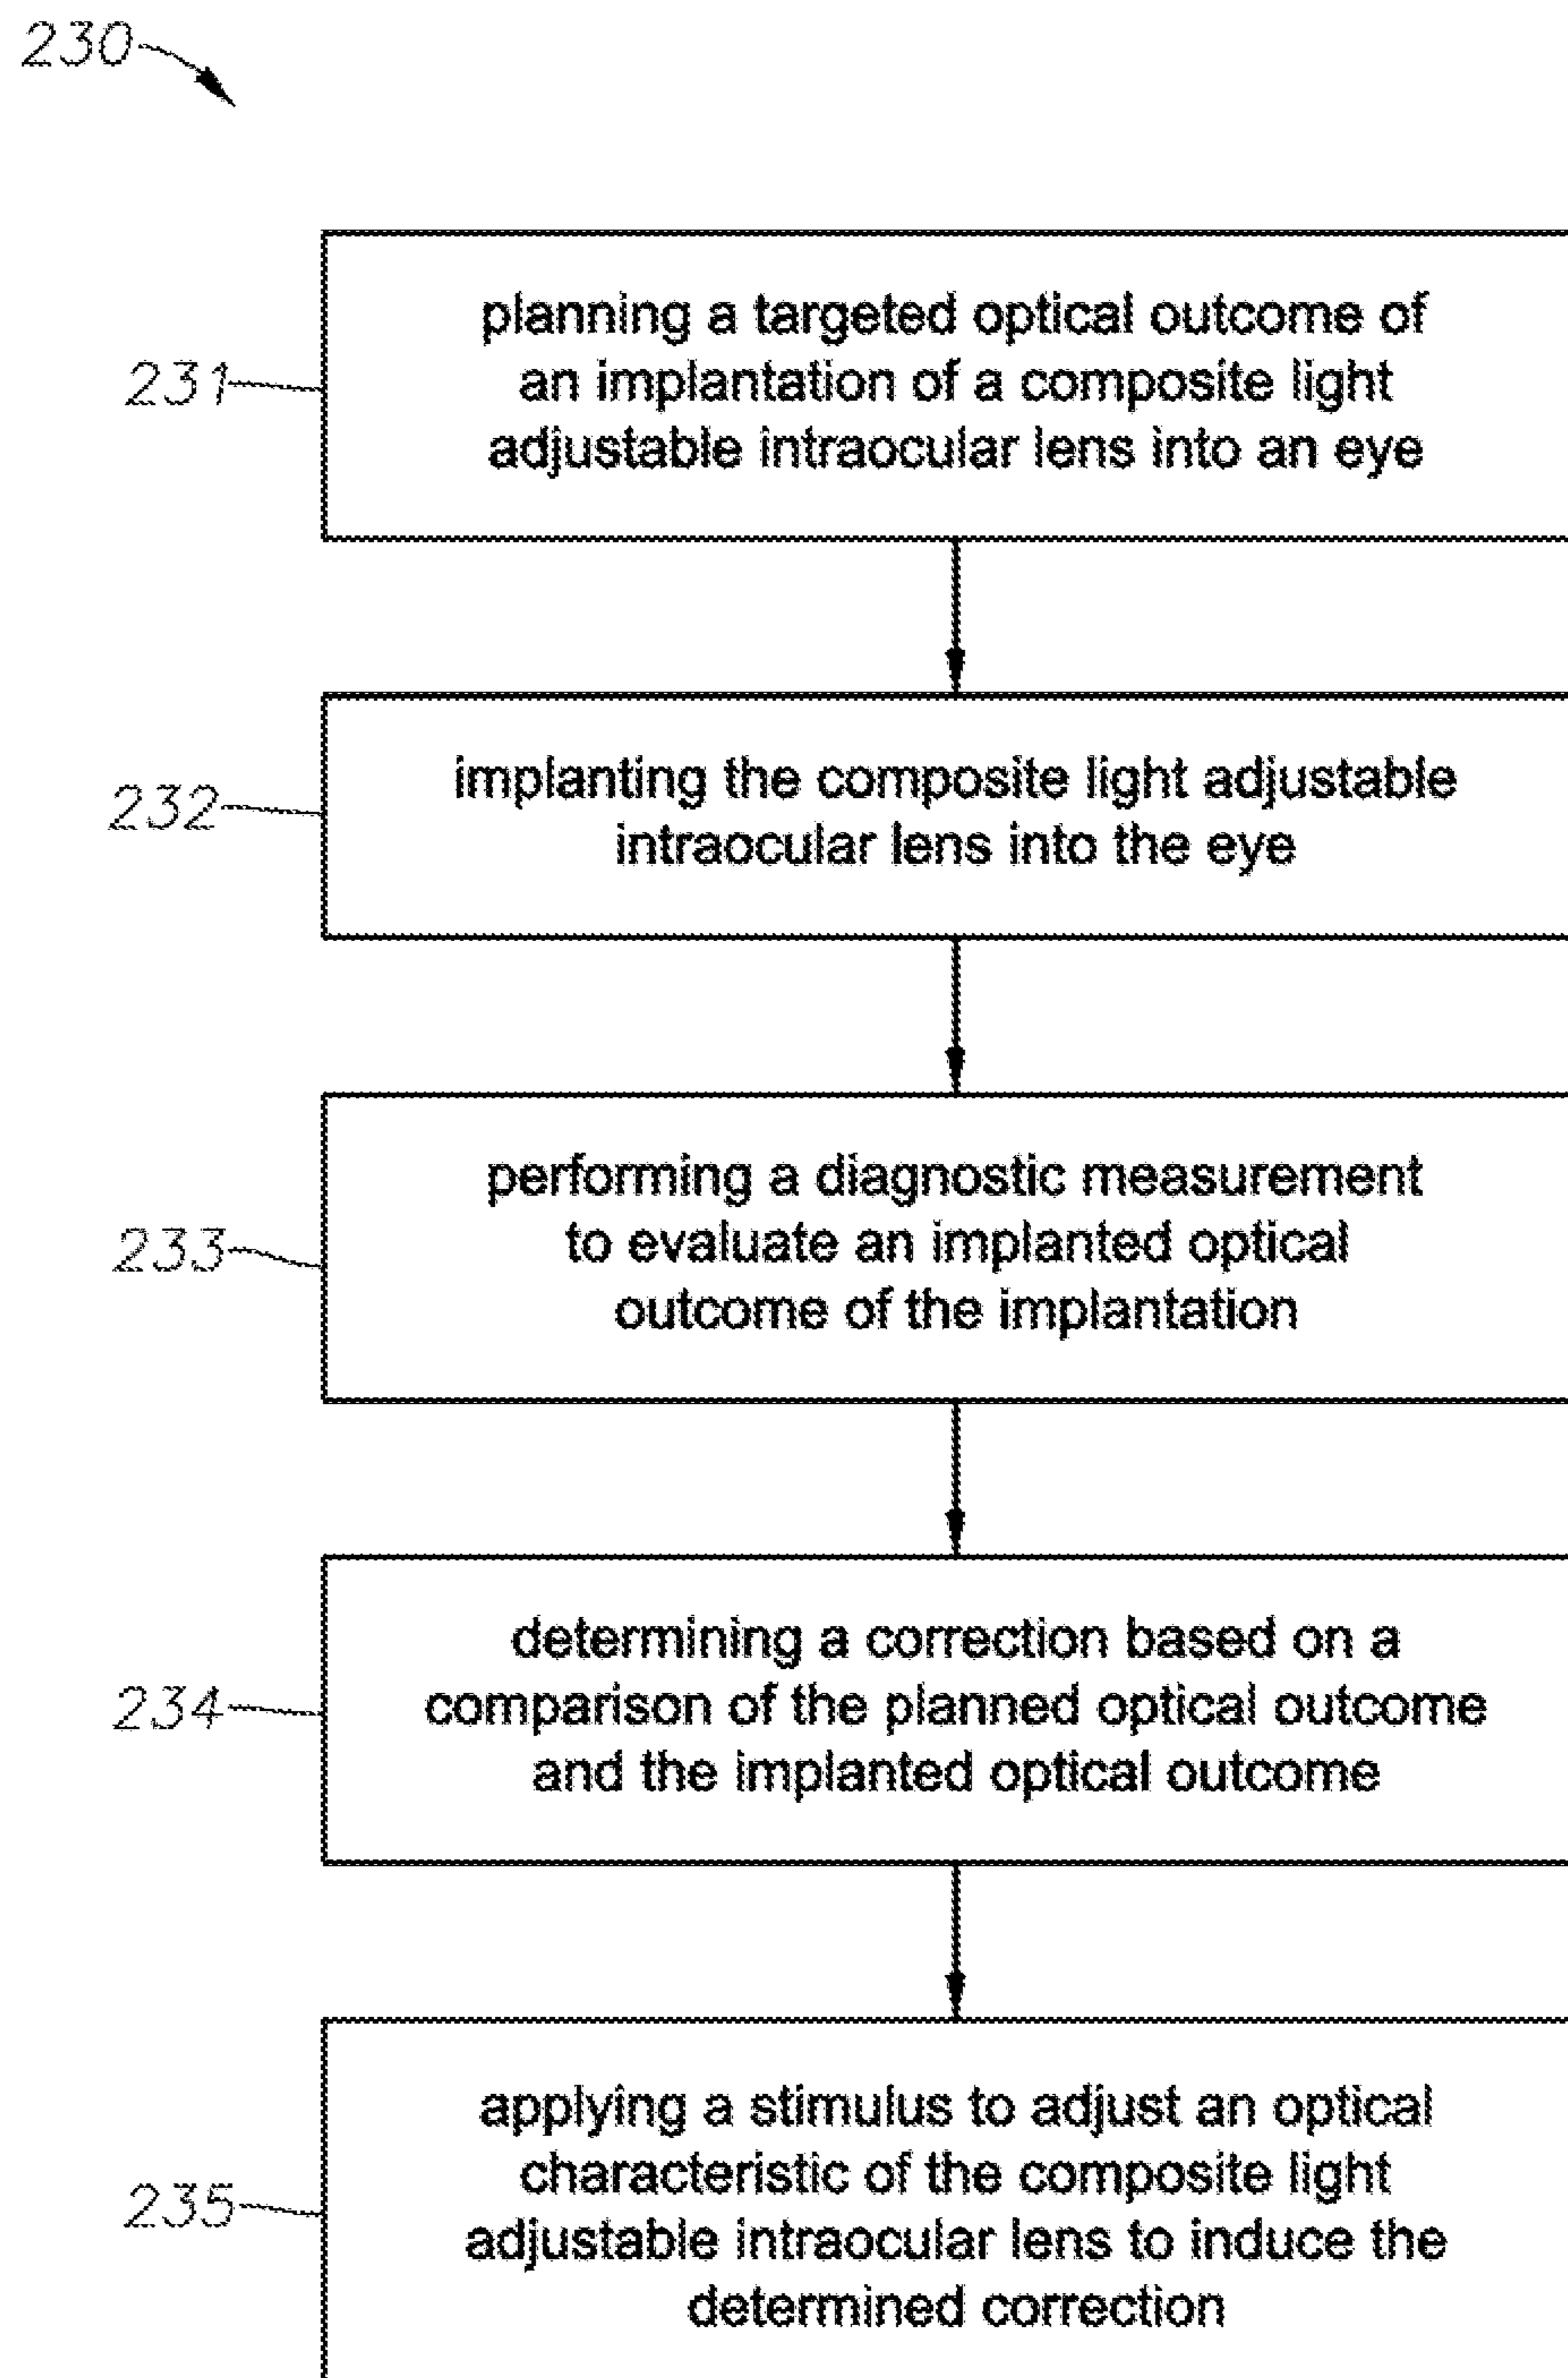 230
231
planning a targeted optical outcome of
an implantation of a composite light
adjustable intraocular lens into an eye
232
implanting the composite light adjustable
intraocular lens into the eye
233
performing a diagnostic measurement
to evaluate an implanted optical
outcome of the implantation
234
determining a correction based on a
comparison of the planned optical outcome
and the implanted optical outcome
235
applying a stimulus to adjust an optical
characteristic of the composite light
adjustable intraocular lens to induce the
determined correction